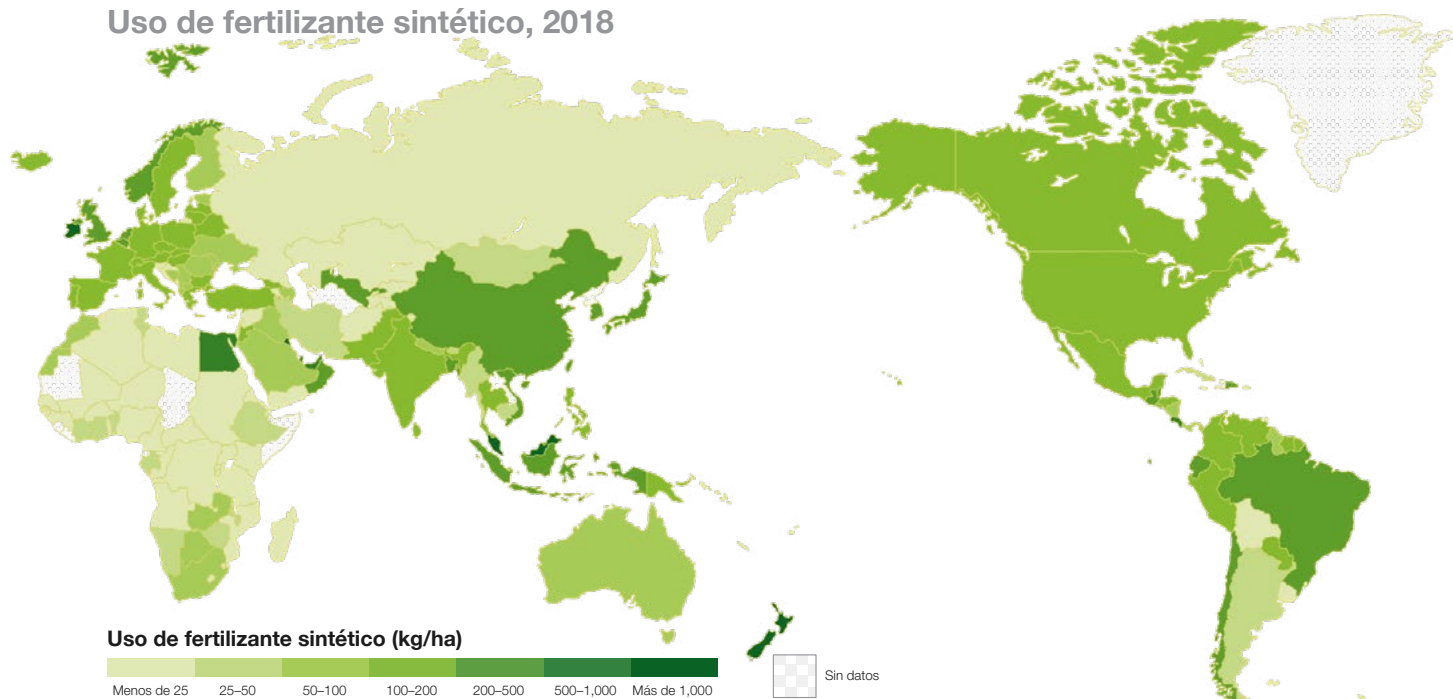 Uso de fertilizante sintético, 2018
Uso de fertilizante sintético (kg/ha)
Menos de 25 25–50 50–100 100–200 200–500 500–1,000 Más de 1,000
Sin datos